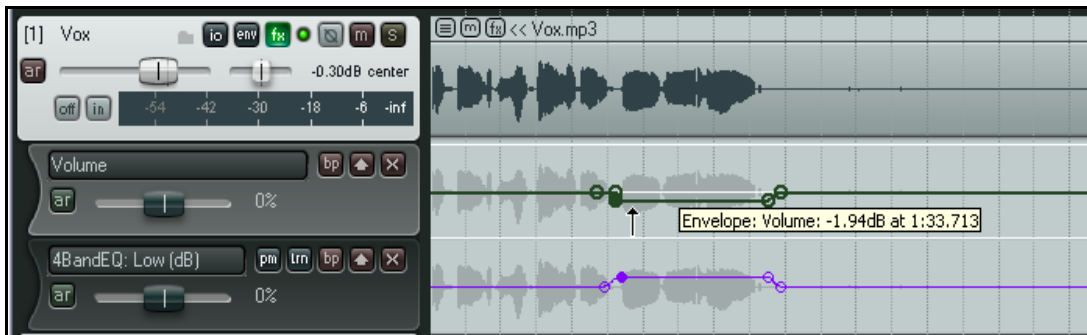 [1] Vox io env fx m s
m fx << Vox.mp3
ar -0.30dB center
off in -54 -42 -30 -18 -6 -inf
Volume bp
ar 0%
Envelope: Volume: -1.94dB at 1:33.713
4BandEQ: Low (dB) pm lrn bp
ar 0%